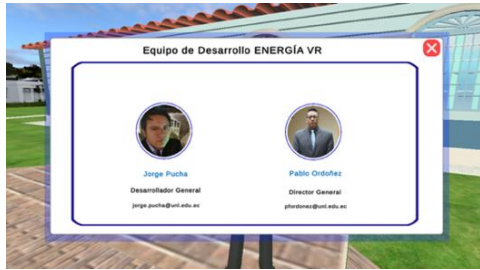 Equipo de Desarrollo ENERGÍA VR
Jorge Pucha
Pablo Ordoñez
Desarrollador General
Director General
jorge.pucha@unl.edu.ec
pfordonez@unl.edu.ec